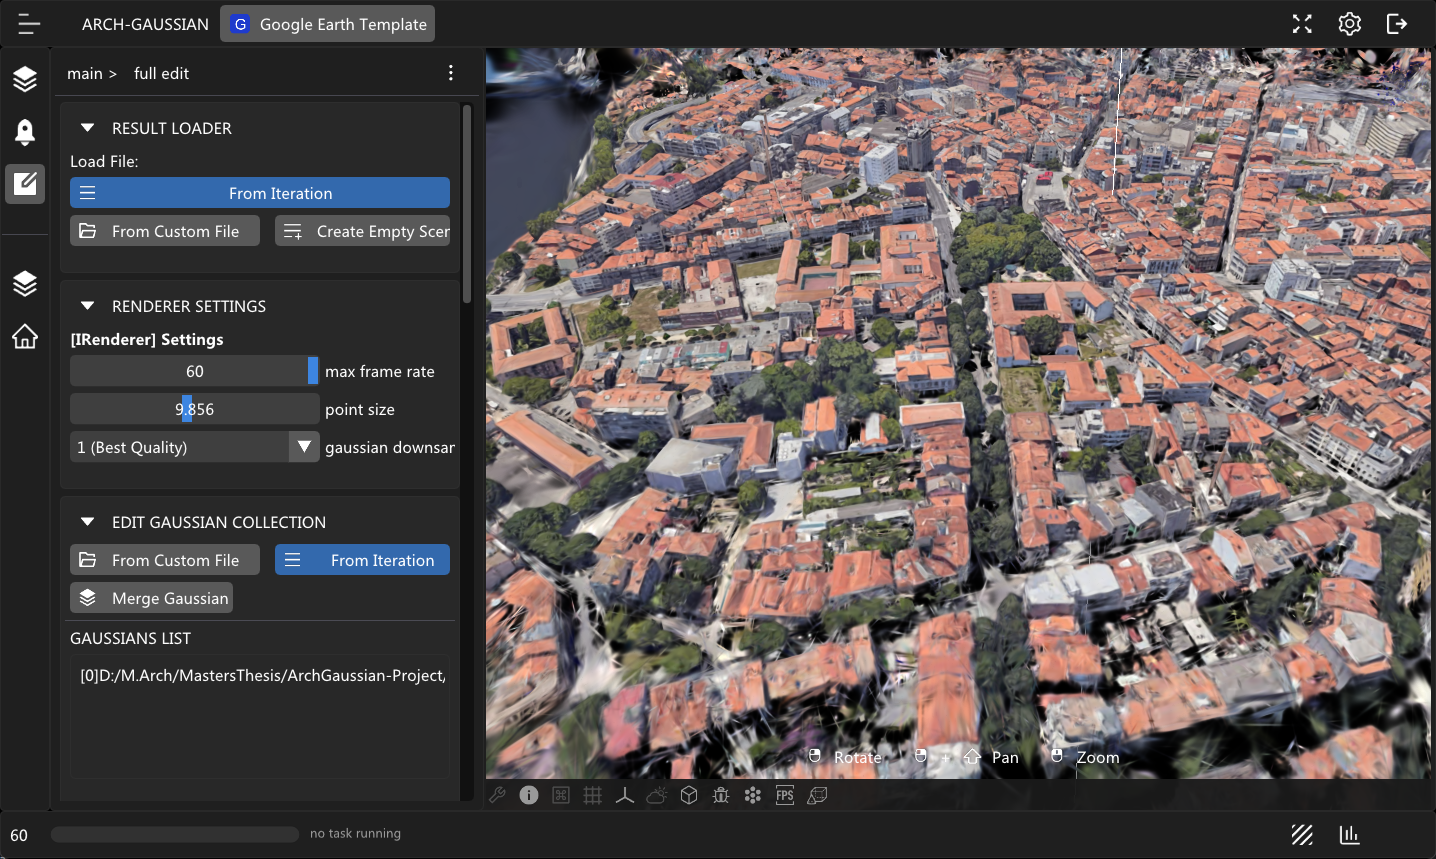 ARCH-GAUSSIAN
G Google Earth Template
main > full edit
RESULT LOADER
Load File:
From Iteration
From Custom File
Create Empty Scer
RENDERER SETTINGS
[IRenderer] Settings
60 max frame rate
9.856 point size
1 (Best Quality) gaussian downsar
EDIT GAUSSIAN COLLECTION
From Custom File
From Iteration
Merge Gaussian
GAUSSIANS LIST
[0]D:/M.Arch/MastersThesis/ArchGaussian-Project/
Rotate + Pan Zoom
FPS
60 no task running